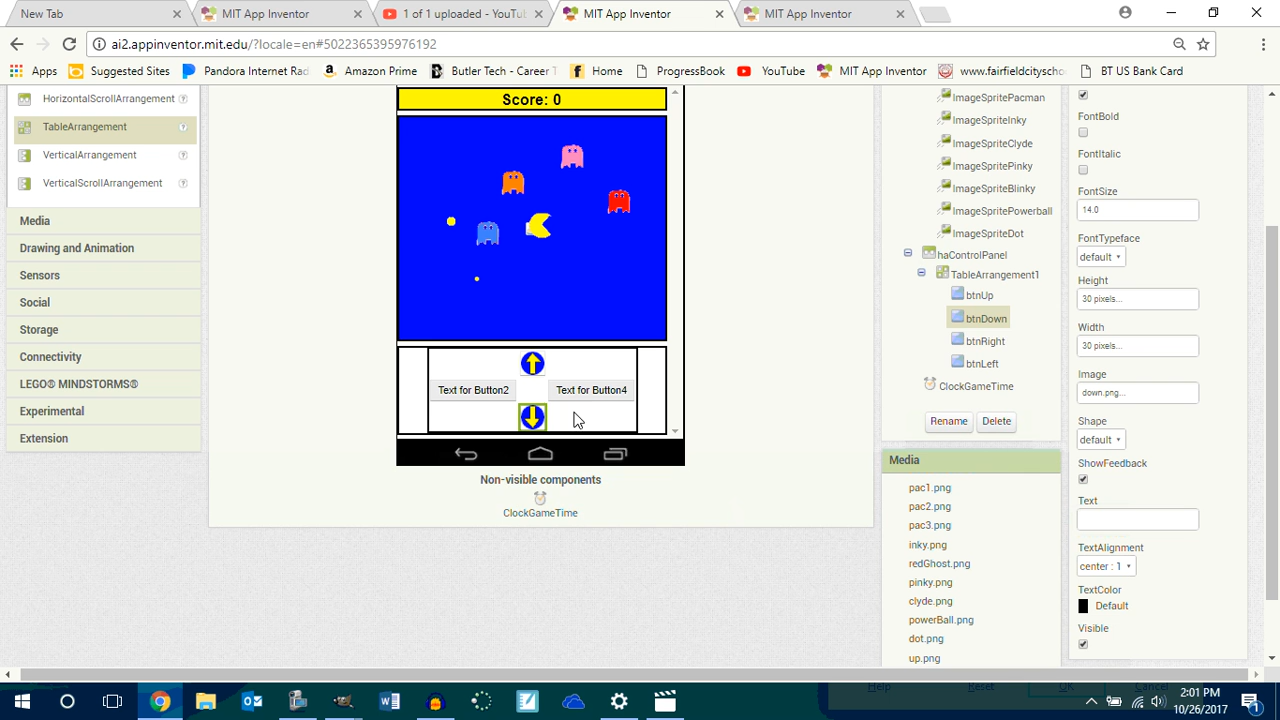 New Tab
MIT App Inventor
1 of 1 uploaded - YouTu
MIT App Inventor
MIT App Inventor
ai2.appinventor.mit.edu/?locale=en#5022365395976192
Apps
Suggested Sites
Pandora Internet Rad
Amazon Prime
Butler Tech - Career T
Home
ProgressBook
YouTube
MIT App Inventor
www.fairfieldcityscho
BT US Bank Card
HorizontalScrollArrangement
TableArrangement
VerticalArrangement
VerticalScrollArrangement
Media
Drawing and Animation
Sensors
Social
Storage
Connectivity
LEGO® MINDSTORMS®
Experimental
Extension
Score: 0
Text for Button2
Text for Button4
Non-visible components
ClockGameTime
ImageSpritePacman
ImageSpriteInky
ImageSpriteClyde
ImageSpritePinky
ImageSpriteBlinky
ImageSpritePowerball
ImageSpriteDot
haControlPanel
TableArrangement1
btnUp
btnDown
btnRight
btnLeft
ClockGameTime
Rename
Delete
Media
pac1.png
pac2.png
pac3.png
inky.png
redGhost.png
pinky.png
clyde.png
powerBall.png
dot.png
up.png
FontBold
FontItalic
FontSize
14.0
FontTypeface
default
Height
30 pixels...
Width
30 pixels...
Image
down.png...
Shape
default
ShowFeedback
Text
TextAlignment
center : 1
TextColor
Default
Visible
Help
Reset
OK
Cancel
2:01 PM
10/26/2017